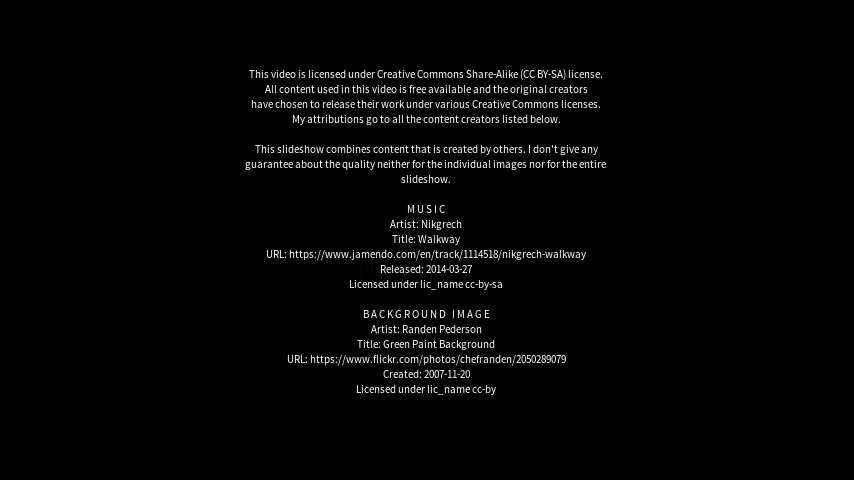 This video is licensed under Creative Commons Share-Alike (CC BY-SA) license.
All content used in this video is free available and the original creators
have chosen to release their work under various Creative Commons licenses.
My attributions go to all the content creators listed below.
This slideshow combines content that is created by others. I don't give any
guarantee about the quality neither for the individual images nor for the entire
slideshow.
MUSIC
Artist: Nikgrech
Title: Walkway
URL: https://www.jamendo.com/en/track/1114518/nikgrech-walkway
Released: 2014-03-27
Licensed under lic_name cc-by-sa
BACKGROUND IMAGE
Artist: Randen Pederson
Title: Green Paint Background
URL: https://www.flickr.com/photos/chefranden/2050289079
Created: 2007-11-20
Licensed under lic_name cc-by